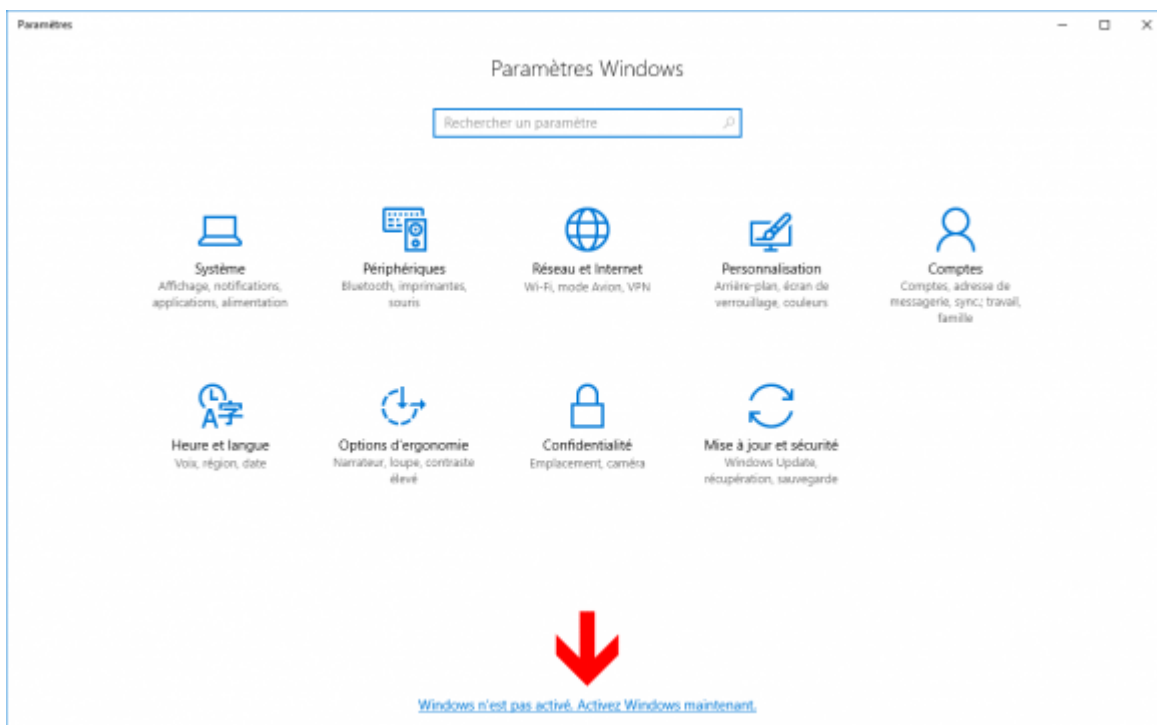 Paramètres
Paramètres Windows
Rechercher un paramètre
Système
Affichage, notifications,
applications, alimentation
Périphériques
Bluetooth, imprimantes,
souris
Réseau et Internet
Wi-Fi, mode Avion, VPN
Personnalisation
Arrière-plan, écran de
verrouillage, couleurs
Comptes
Comptes, adresse de
messagerie, sync.; travail,
famille
Heure et langue
Voix, région, date
Options d'ergonomie
Narrateur, loupe, contraste
élevé
Confidentialité
Emplacement, caméra
Mise à jour et sécurité
Windows Update,
récupération, sauvegarde
Windows n'est pas activé. Activez Windows maintenant.